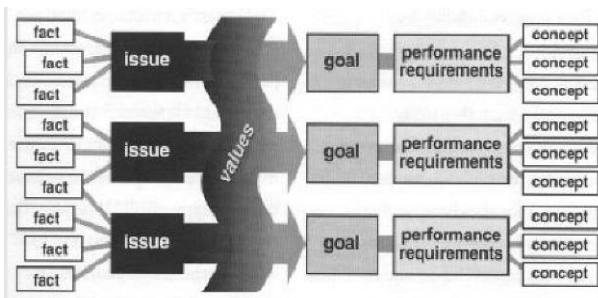 fact
fact
fact
issue
goal
performance
requirements
concept
concept
concept
fact
fact
fact
issue
values
goal
performance
requirements
concept
concept
concept
fact
fact
fact
issue
goal
performance
requirements
concept
concept
concept